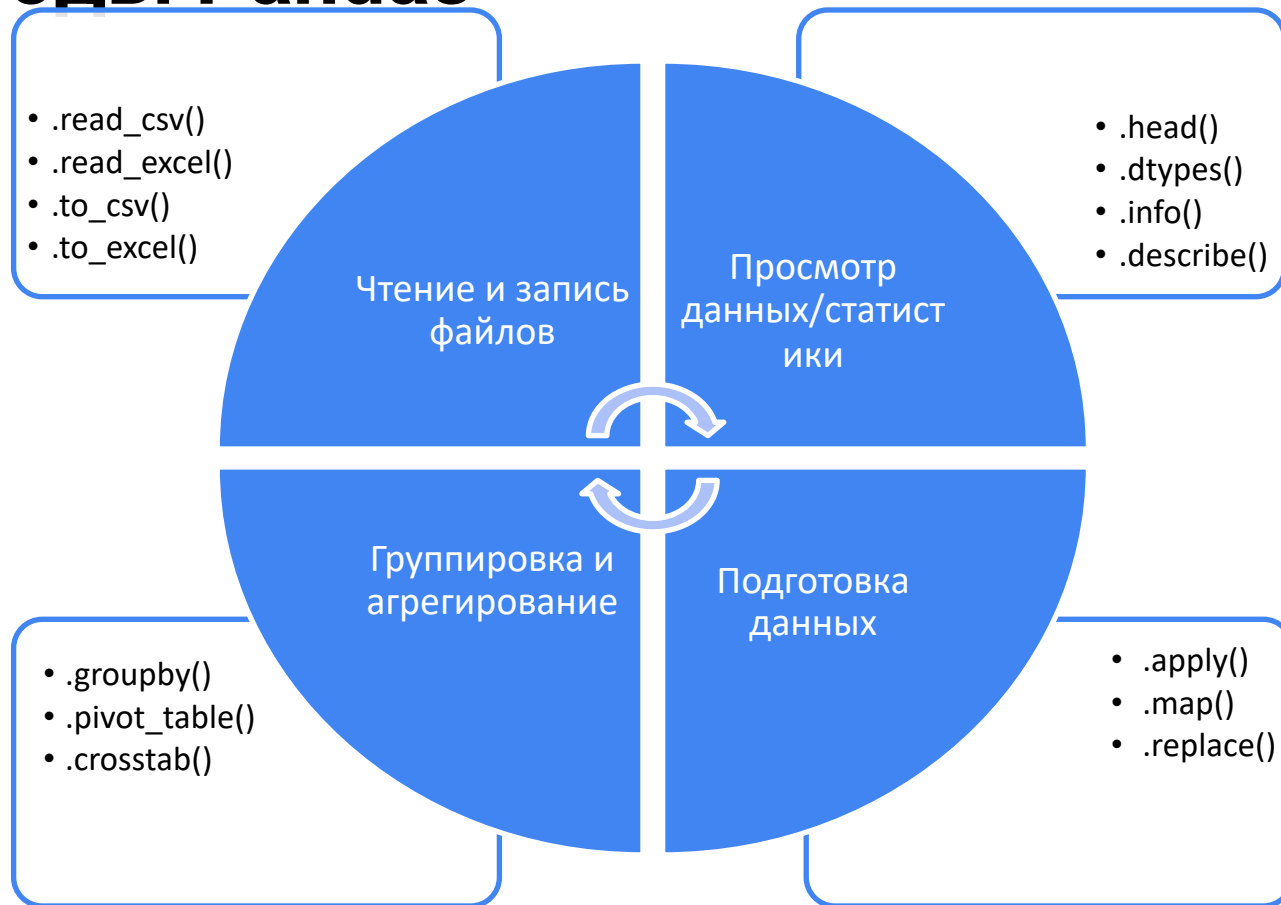 • .read_csv()
• .read_excel()
• .to_csv()
• .to_excel()
Чтение и запись
файлов
Просмотр
данных/статист
ики
• .head()
• .dtypes()
• .info()
• .describe()
Группировка и
агрегирование
Подготовка
данных
• .groupby()
• .pivot_table()
• .crosstab()
• .apply()
• .map()
• .replace()